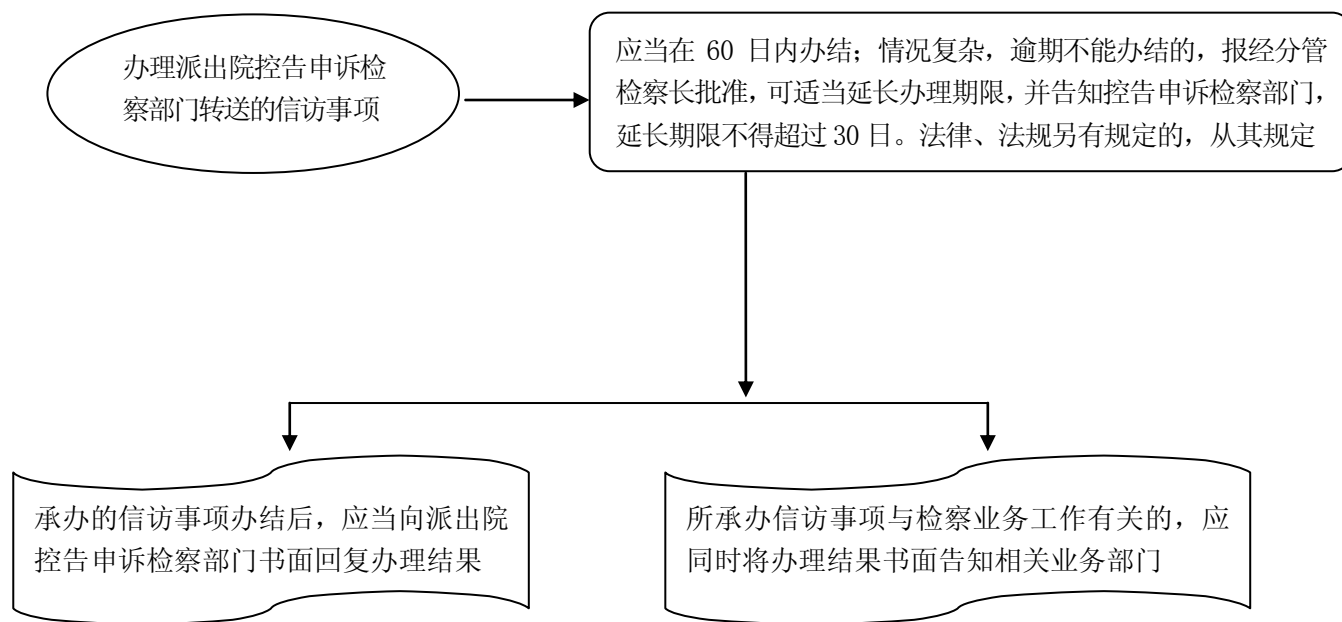 办理派出院控告申诉检
察部门转送的信访事项
应当在 60 日内办结；情况复杂，逾期不能办结的，报经分管
检察长批准，可适当延长办理期限，并告知控告申诉检察部门，
延长期限不得超过 30 日。法律、法规另有规定的，从其规定
承办的信访事项办结后，应当向派出院
控告申诉检察部门书面回复办理结果
所承办信访事项与检察业务工作有关的，应
同时将办理结果书面告知相关业务部门